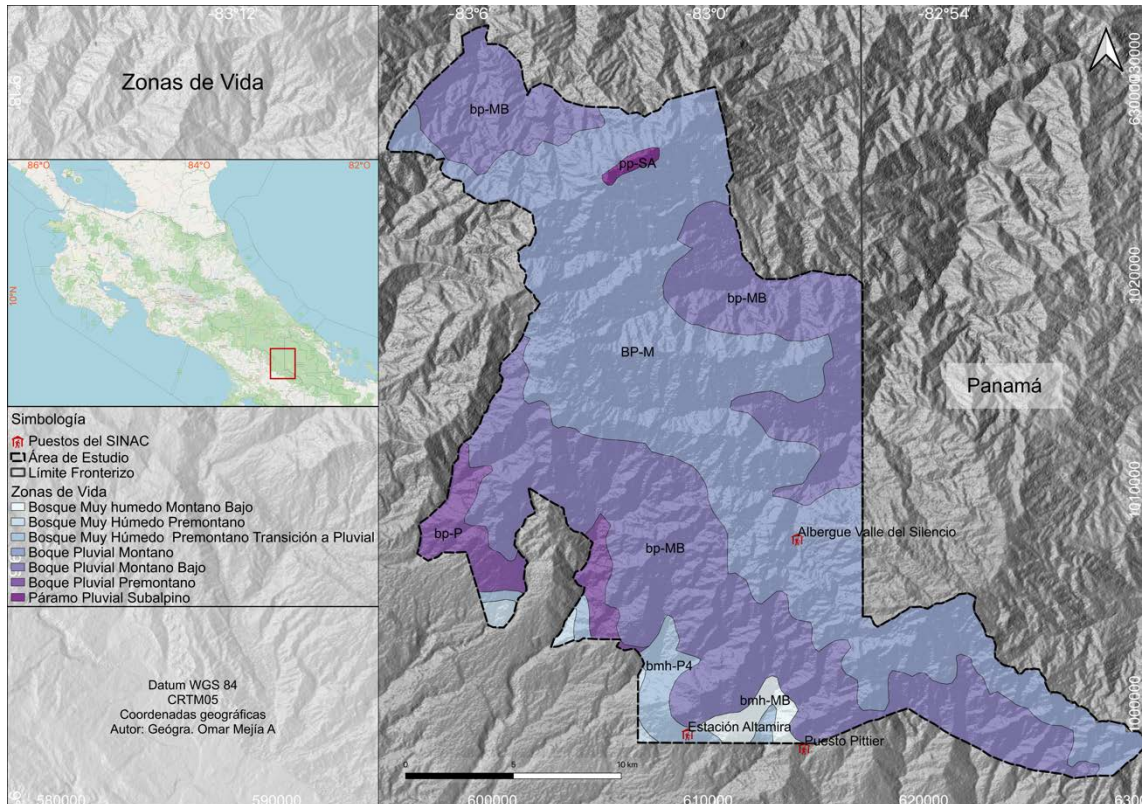 Zonas de Vida
-83°12'
-83°6'
-83°0'
-82°54'
86°O
84°O
82°O
10°N
Simbología
Puestos del SINAC
Área de Estudio
Límite Fronterizo
Zonas de Vida
Bosque Muy humedo Montano Bajo
Bosque Muy Húmedo Premontano
Bosque Muy Húmedo Premontano Transición a Pluvial
Boque Pluvial Montano
Boque Pluvial Montano Bajo
Boque Pluvial Premontano
Páramo Pluvial Subalpino
Datum WGS 84
CRTM05
Coordenadas geográficas
Autor: Geógra. Omar Mejía A
bp-MB
pp-SA
bp-MB
BP-M
Panamá
bp-P
bp-MB
Albergue Valle del Silencio
bmh-P4
bmh-MB
Estación Altamira
Puesto Pittier
0
5
10 km
580000
590000
600000
610000
620000
1020000
1010000
1000000